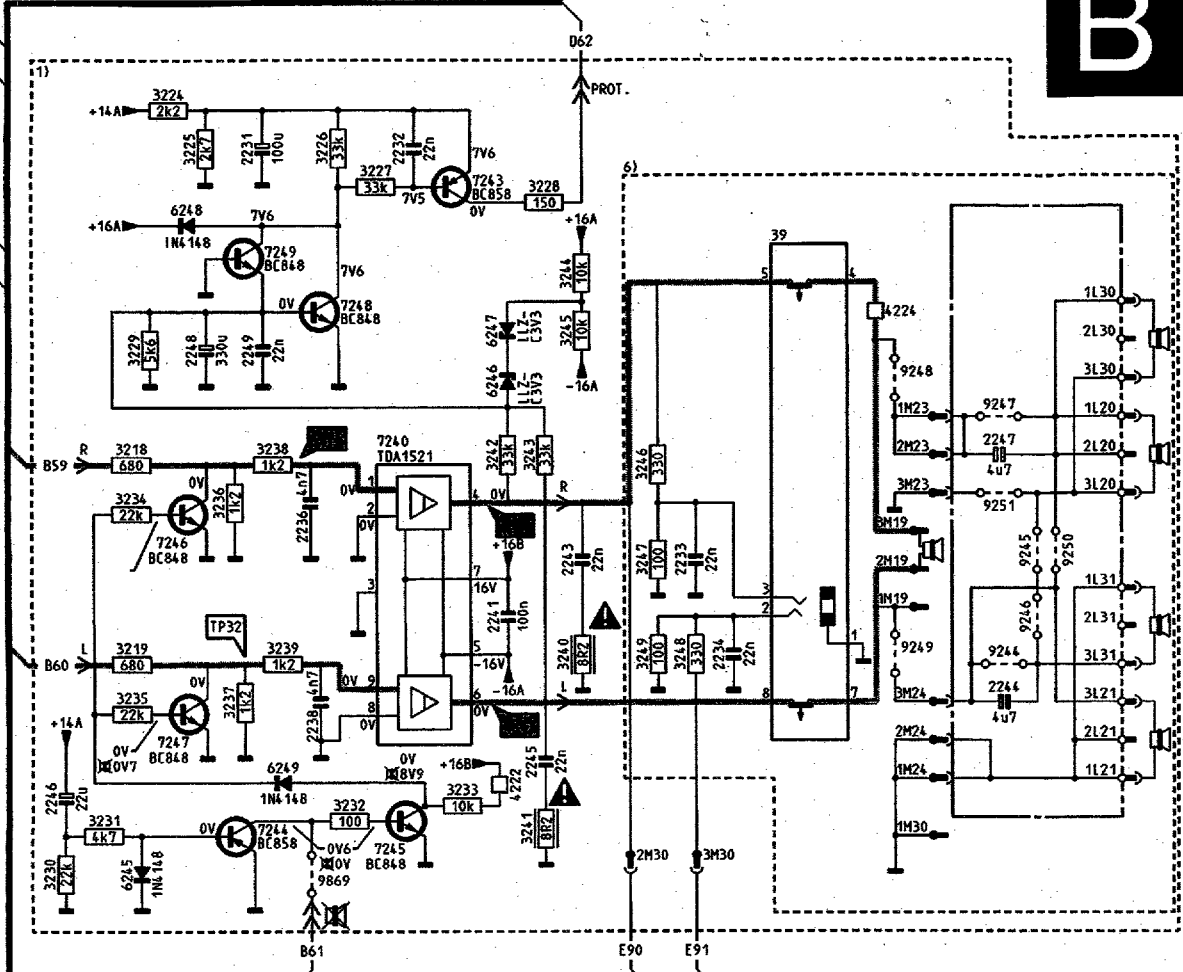 B
D62
1)
PROT.
+14A
3224
2k2
3225
2k7
2231
100u
3226
33k
2232
22n
7V6
3227
33k
7V5
7243
BC858
0V
3228
150
6)
+16A
+16A
6248
1N4148
7V6
7249
BC848
7V6
39
3244
10k
5
4
0V
7248
BC848
3229
5k6
2248
330u
2249
22n
6247
LLZ-
C3V3
3245
10k
-16A
6246
LLZ-
C3V3
4224
1L30
2L30
3L30
9248
1M23
9247
1L20
2M23
2247
4u7
2L20
3M23
9251
3L20
B59
R
3218
680
3238
1k2
7240
TDA1521
3242
33k
3243
33k
3246
330
0V
3234
22k
7246
BC848
3236
1k2
2236
4n7
0V
1
2
0V
4
0V
R
+16B
7
16V
3
2241
100n
5
-16V
-16A
2243
22n
3240
8R2
3247
100
2233
22n
3
2
3249
100
3248
330
2234
22n
1
3M19
2M19
1M19
9249
9245
9250
9246
1L31
2L31
3L31
9244
2244
4u7
3M24
3L21
2M24
2L21
1M24
1L21
1M30
TP32
B60
L
3219
680
3239
1k2
0V
9
8
0V
6
0V
L
8
7
0V
3235
22k
7247
BC848
3237
1k2
2238
4n7
0V
0V7
+14A
2246
22u
6249
1N4148
0V
8V9
+16B
4222
2245
22n
3233
10k
3241
8R2
3231
4k7
0V
7244
BC858
3232
100
7245
BC848
0V6
0V
9869
3230
22k
6245
1N4148
2M30
3M30
B61
E90
E91